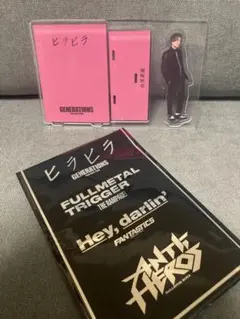 ヒラヒラ
GENERATIONS
ヒラヒラ
GENERATIONS
FULLMETAL
TRIGGER
THE RAMPAGE
Hey, darlin'
FANTASTICS
ANTI-
HEROS